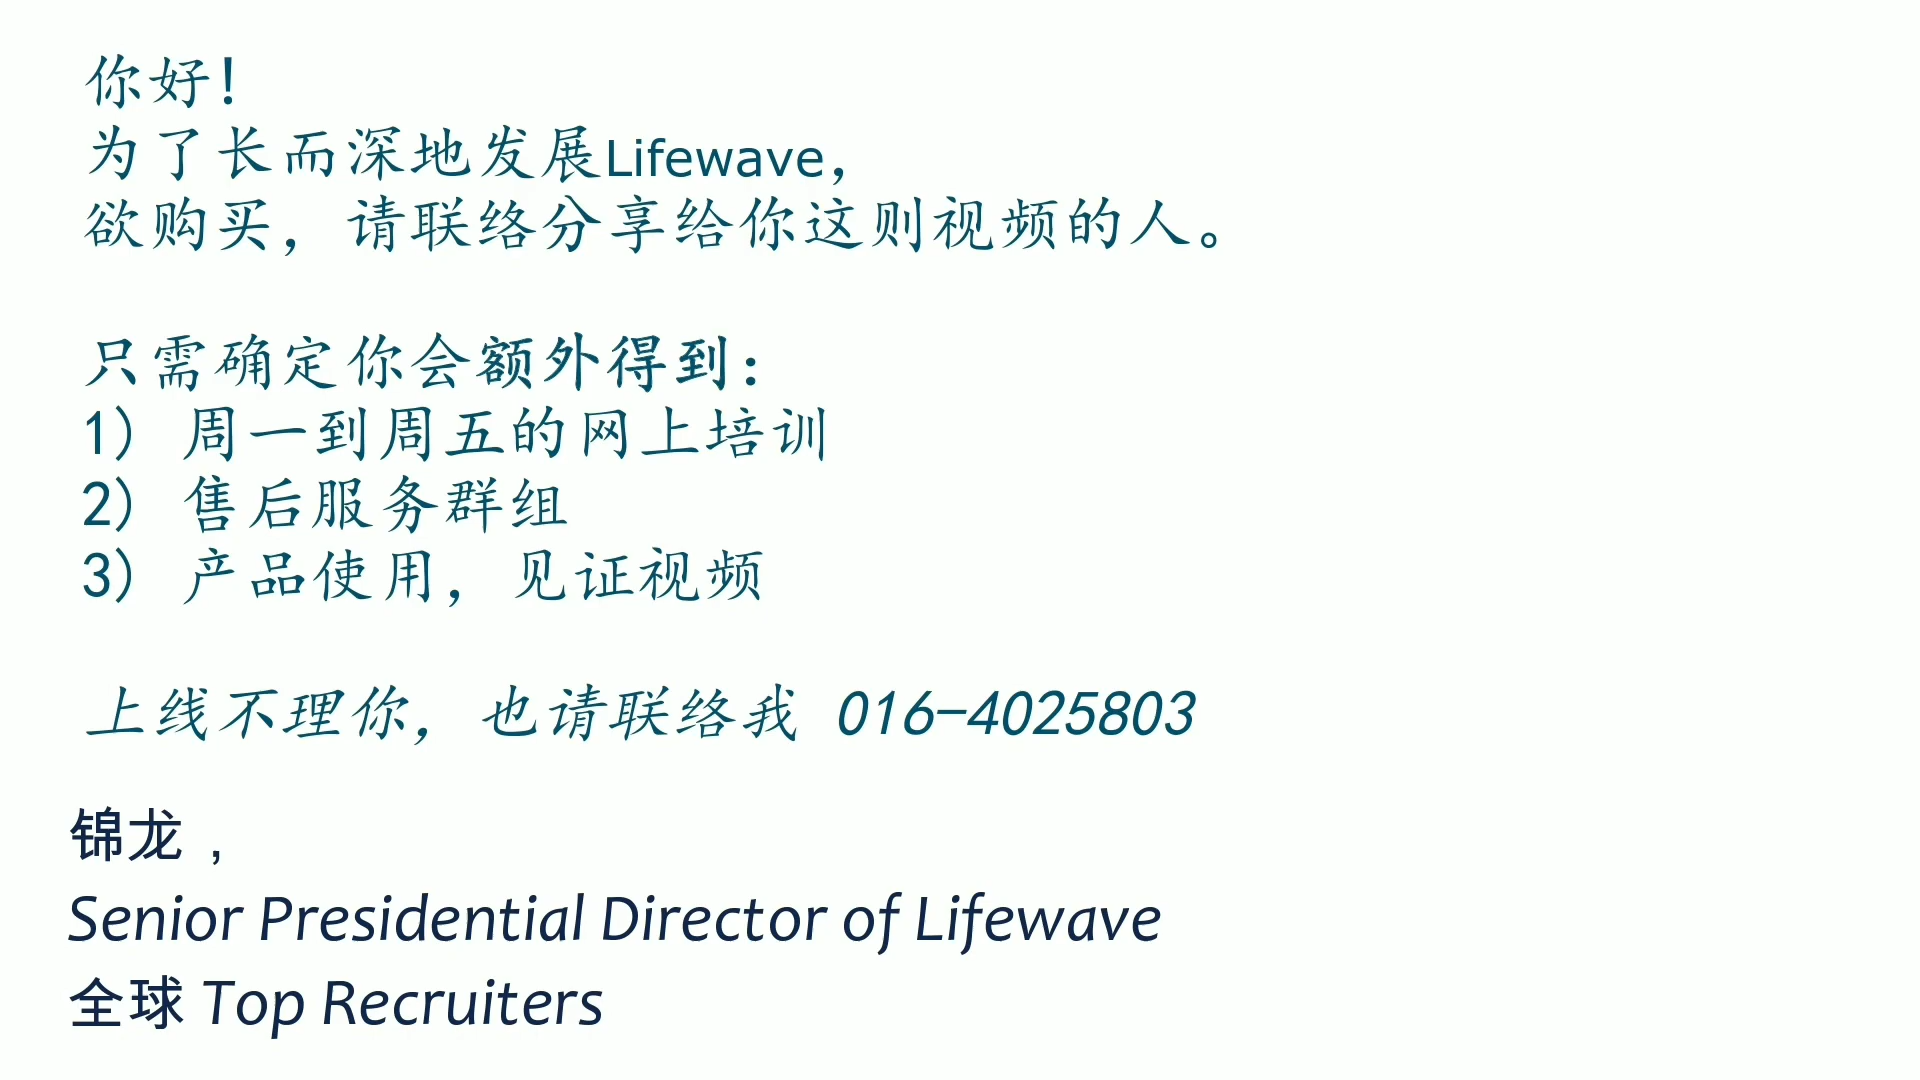 你好!
为了长而深地发展Lifewave,
欲购买，请联络分享给你这则视频的人。
只需确定你会额外得到：
1） 周一到周五的网上培训
2） 售后服务群组
3） 产品使用，见证视频
上线不理你，也请联络我 016-4025803
锦龙，
Senior Presidential Director of Lifewave
全球 Top Recruiters